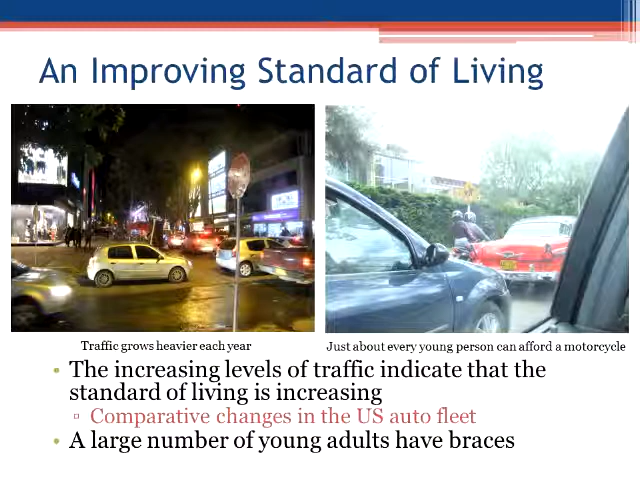 An Improving Standard of Living
Traffic grows heavier each year
Just about every young person can afford a motorcycle
The increasing levels of traffic indicate that the
standard of living is increasing
Comparative changes in the US auto fleet
A large number of young adults have braces